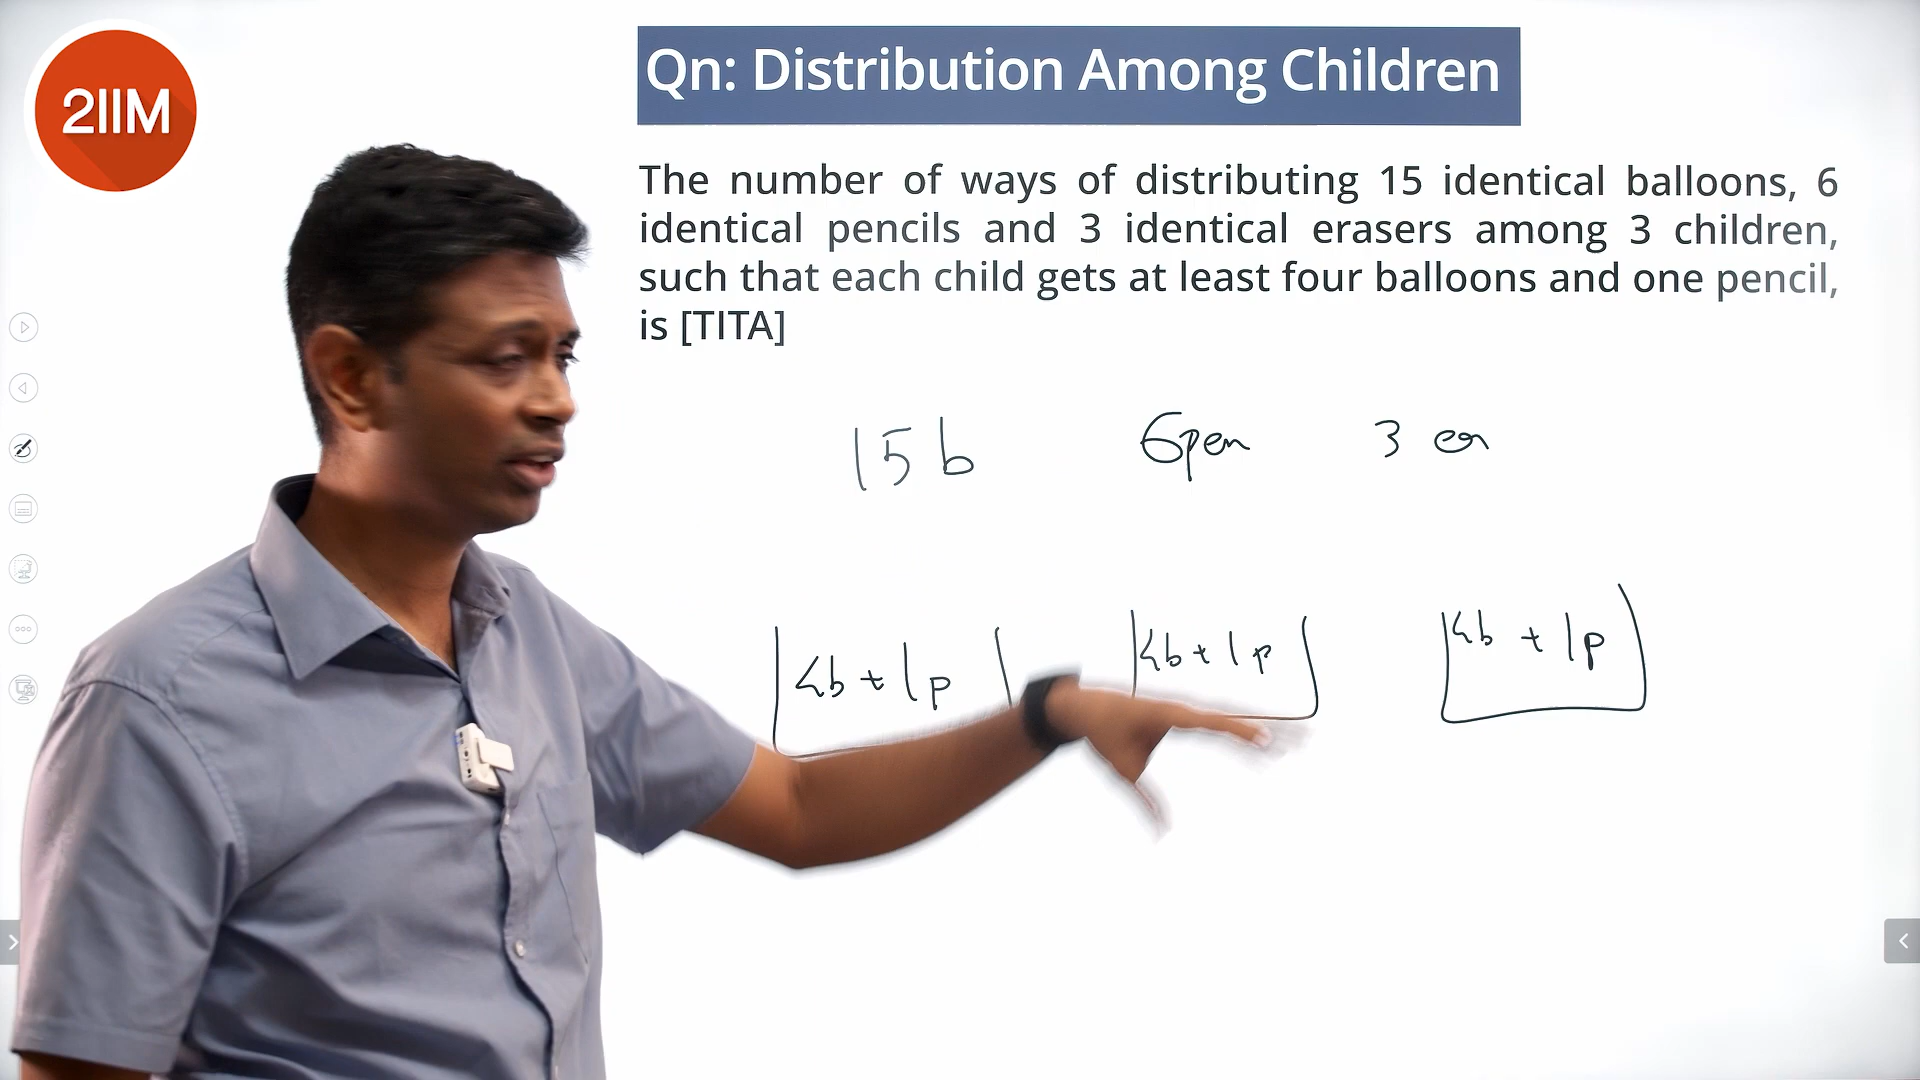 2IIM
Qn: Distribution Among Children
The number of ways of distributing 15 identical balloons, 6
identical pencils and 3 identical erasers among 3 children,
such that each child gets at least four balloons and one pencil,
is [TITA]
15 b 6pen 3 er
4b + 1p 4b + 1p 4b + 1p